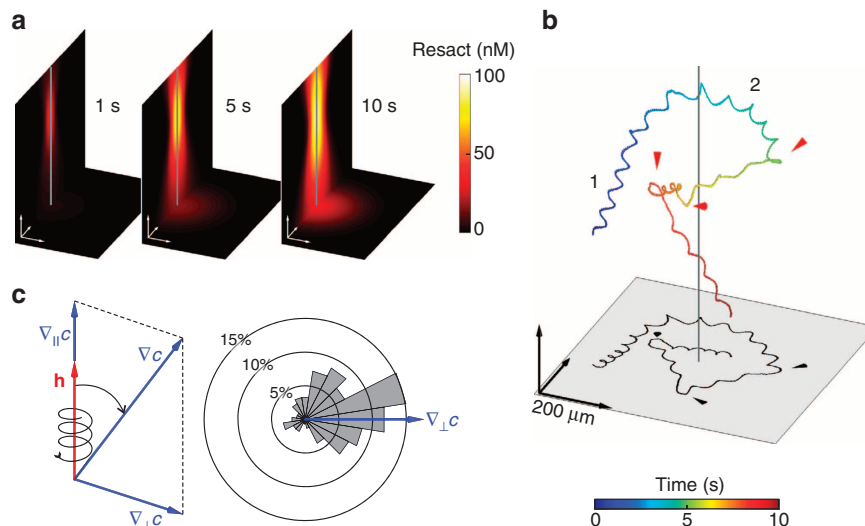 a
Resact (nM)
100
50
0
1 s
5 s
10 s
b
1
2
200 μm
Time (s)
0 5 10
c
∇||c
∇c
h
∇⊥c
15%
10%
5%
∇⊥c